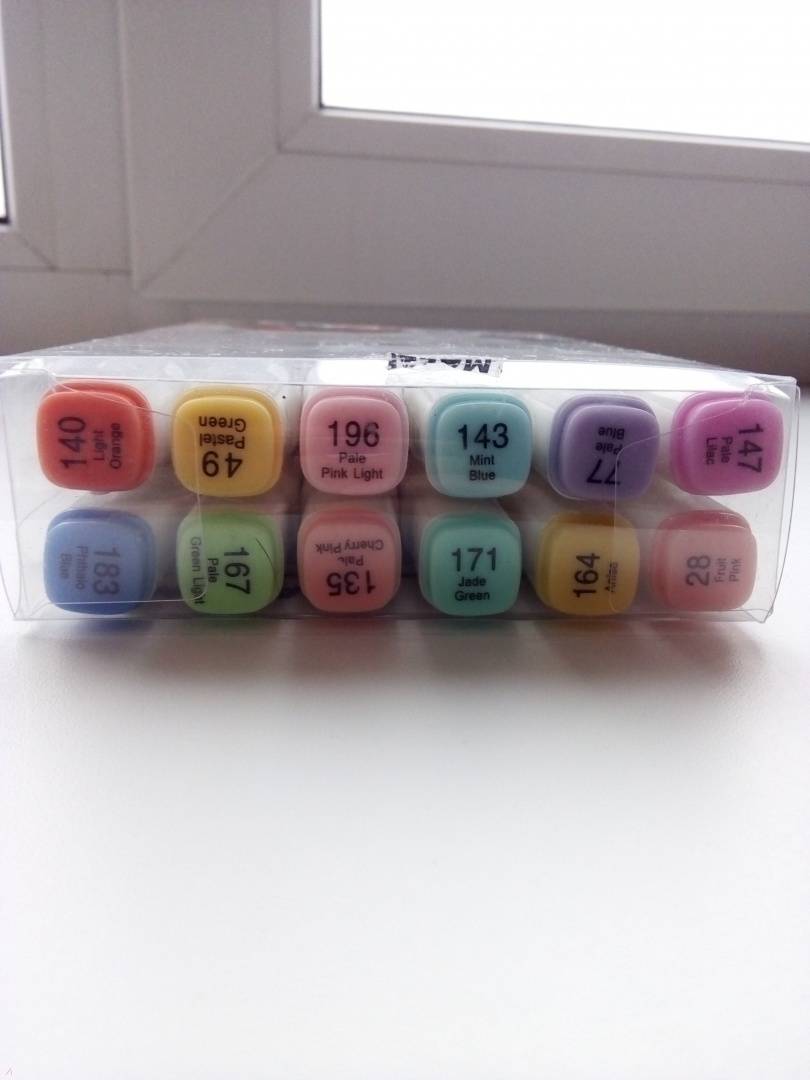 140
Light
Orange
49
Pastel
Green
196
Pale
Pink Light
143
Mint
Blue
77
Pale
Blue
147
Pale
Lilac
183
Phthalo
Blue
167
Pale
Green Light
135
Pale
Cherry Pink
171
Jade
Green
164
28
Fruit
Pink